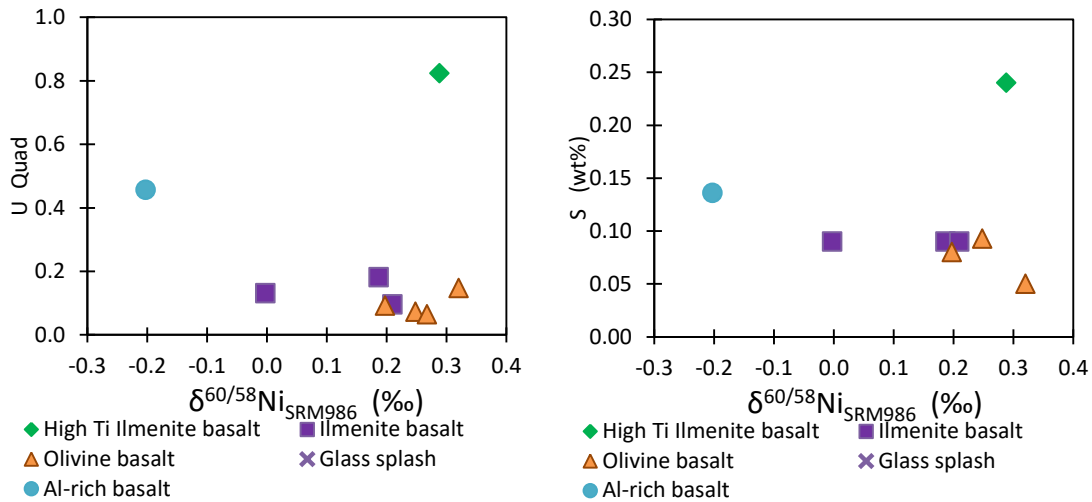 1.0
0.8
0.6
0.4
0.2
0.0
U Quad
-0.3 -0.2 -0.1 0.0 0.1 0.2 0.3 0.4
δ60/58NiSRM986 (‰)
High Ti Ilmenite basalt Ilmenite basalt
Olivine basalt Glass splash
Al-rich basalt
0.30
0.25
0.20
0.15
0.10
0.05
0.00
S (wt%)
-0.3 -0.2 -0.1 0.0 0.1 0.2 0.3 0.4
δ60/58NiSRM986 (‰)
High Ti Ilmenite basalt Ilmenite basalt
Olivine basalt Glass splash
Al-rich basalt